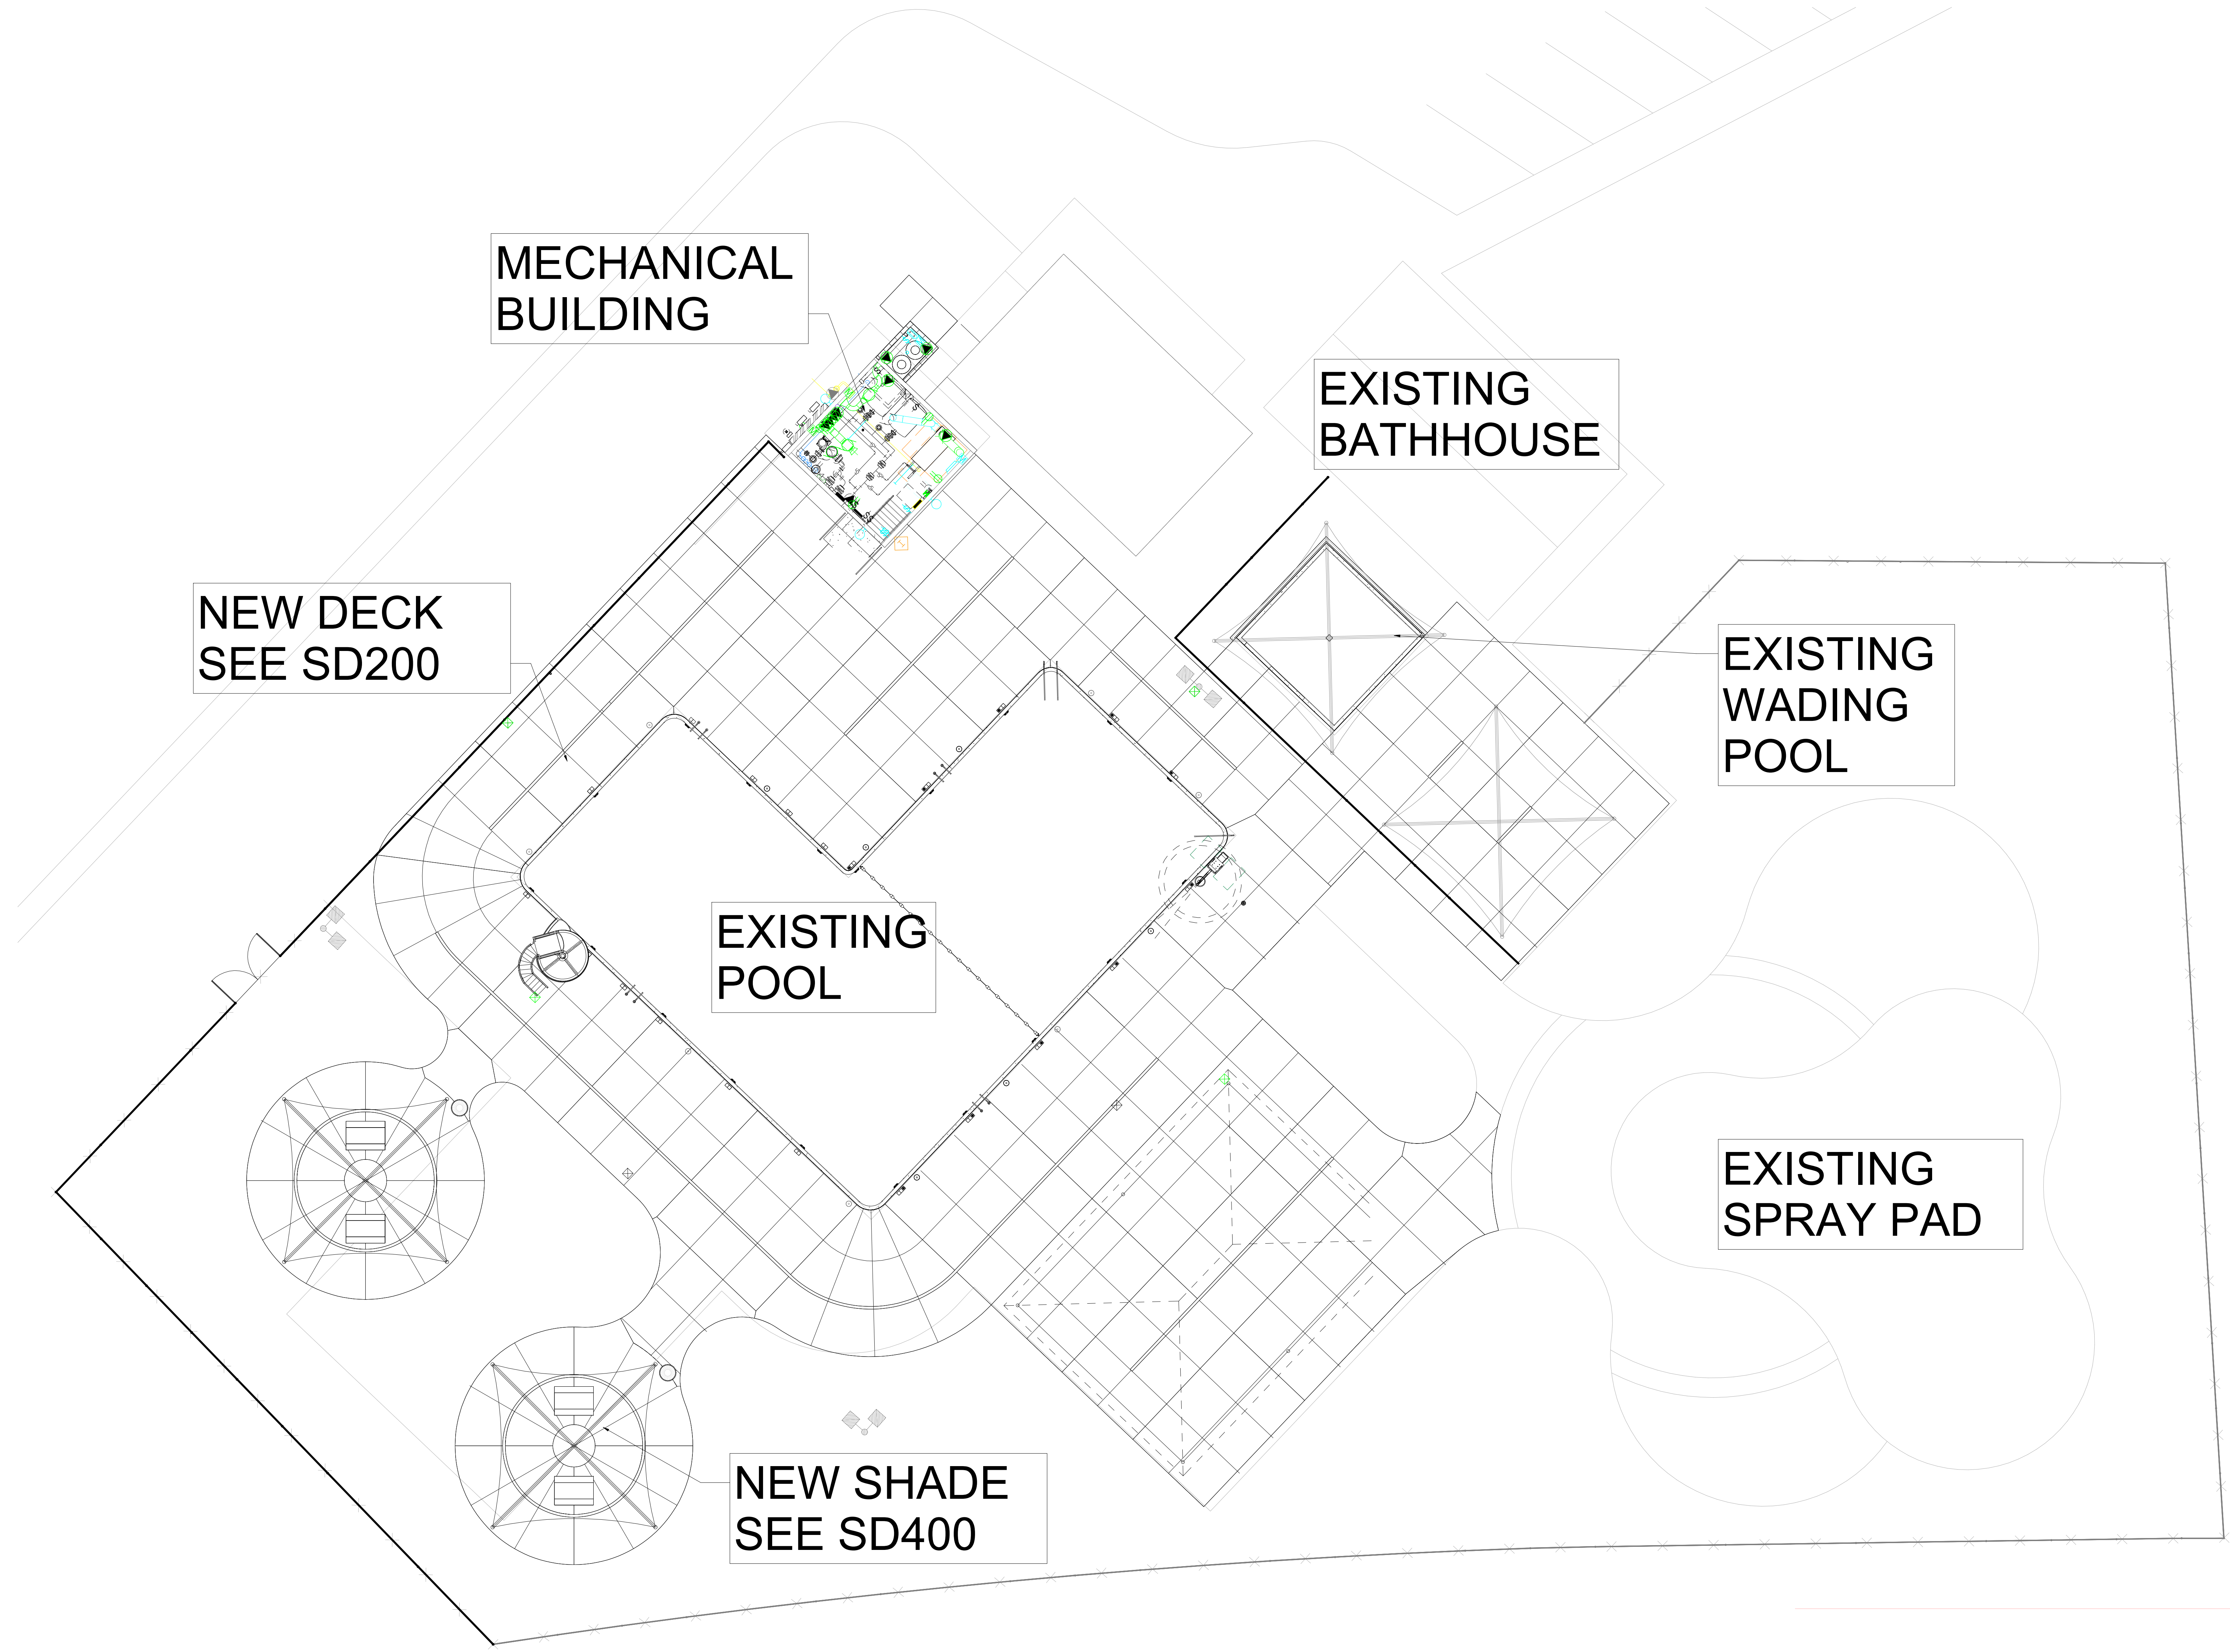 MECHANICAL
BUILDING
EXISTING
BATHHOUSE
NEW DECK
SEE SD200
EXISTING
WADING
POOL
EXISTING
POOL
EXISTING
SPRAY PAD
NEW SHADE
SEE SD400